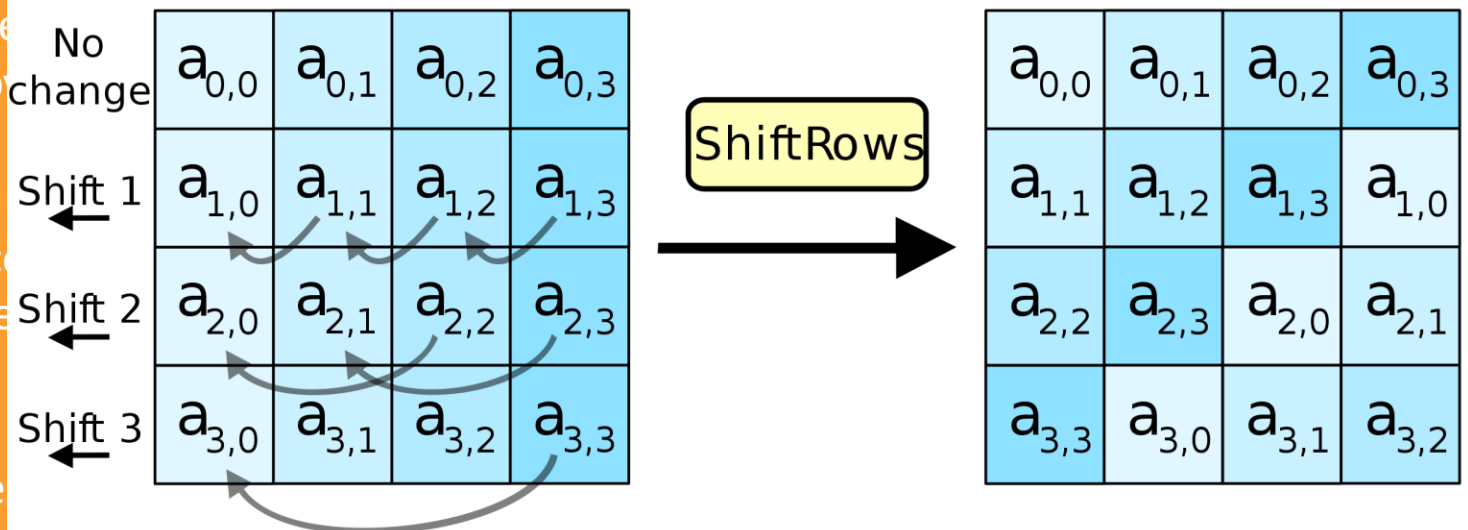 No change a0,0 a0,1 a0,2 a0,3 a0,0 a0,1 a0,2 a0,3
ShiftRows
Shift 1 a1,0 a1,1 a1,2 a1,3 a1,1 a1,2 a1,3 a1,0
Shift 2 a2,0 a2,1 a2,2 a2,3 a2,2 a2,3 a2,0 a2,1
Shift 3 a3,0 a3,1 a3,2 a3,3 a3,3 a3,0 a3,1 a3,2